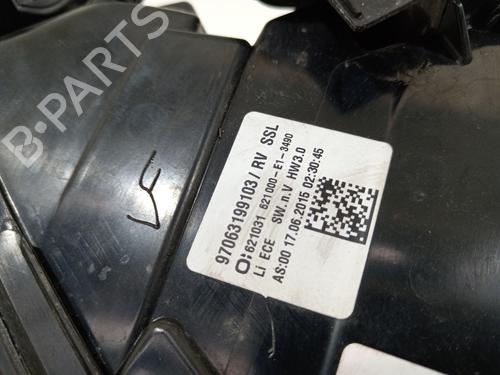 B-PARTS
97063199103 / RV SSL
O: 621031 621000-E1-3490
Li ECE SW.n.V HW3.0
AS:00 17.06.2015 02:30:45